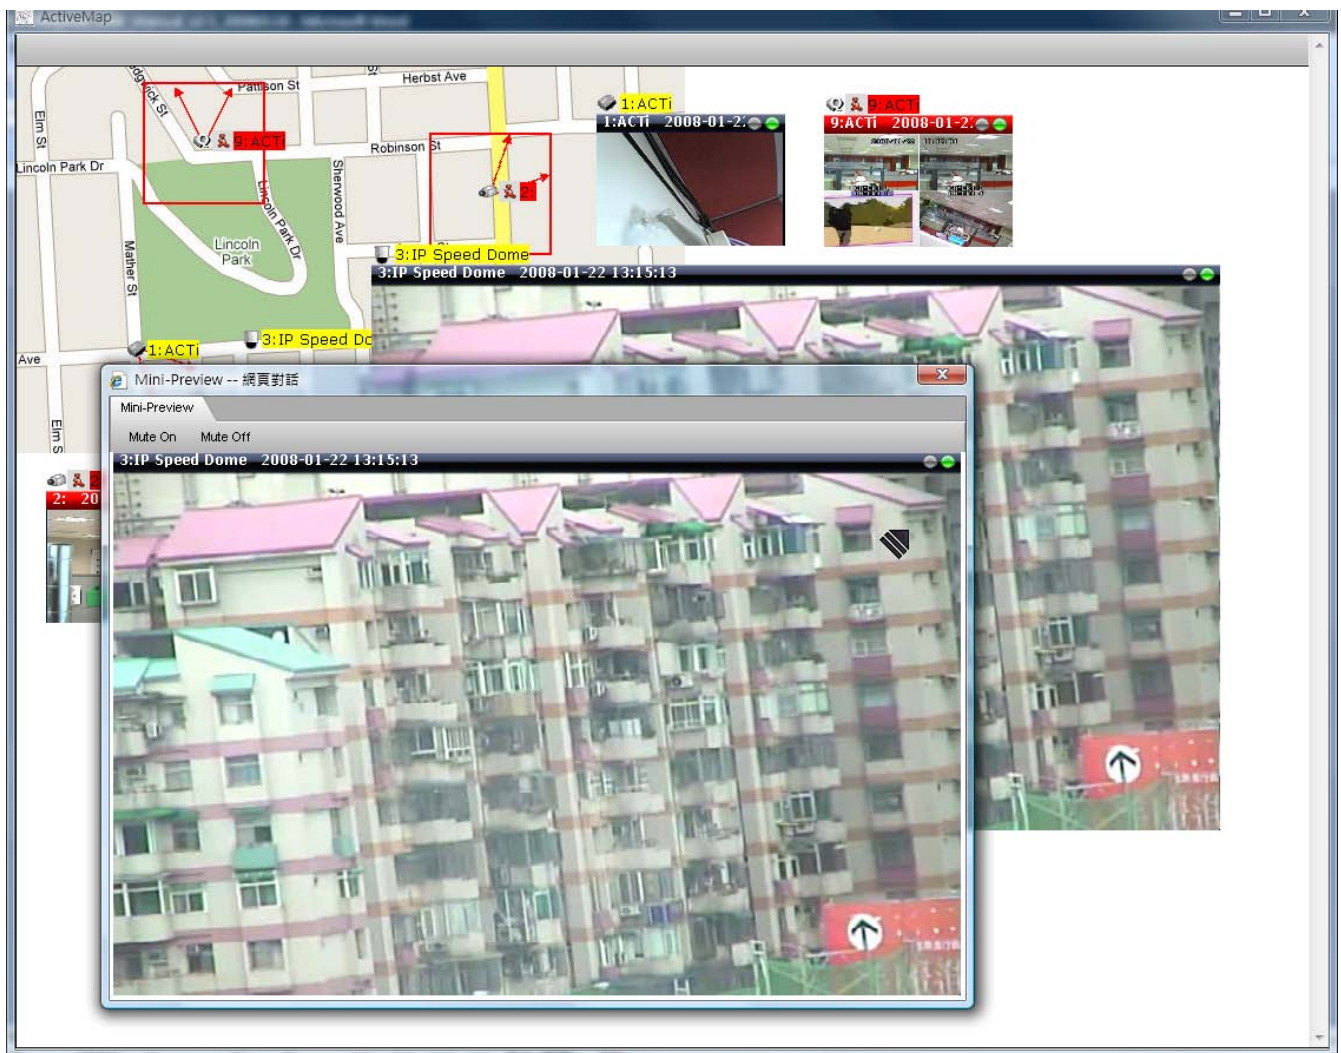 ActiveMap
Pattison St
Herbst Ave
1:ACTi
9:ACTi
1:ACTi 2008-01-2
9:ACTi 2008-01-2
Elm St
9:ACTi
Robinson St
Lincoln Park Dr
Sherwood Ave
2:
Lincoln Park Dr
Lincoln
Park
Mather St
3:IP Speed Dome
3:IP Speed Dome 2008-01-22 13:15:13
3:IP Speed Do
1:ACTi
Ave
Mini-Preview -- 網頁對話
Mini-Preview
Elm S
Mute On Mute Off
3:IP Speed Dome 2008-01-22 13:15:13
2
2: 20